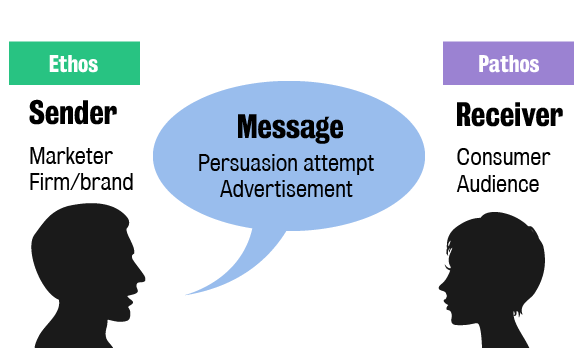 Ethos
Sender
Marketer
Firm/brand
Message
Persuasion attempt
Advertisement
Pathos
Receiver
Consumer
Audience